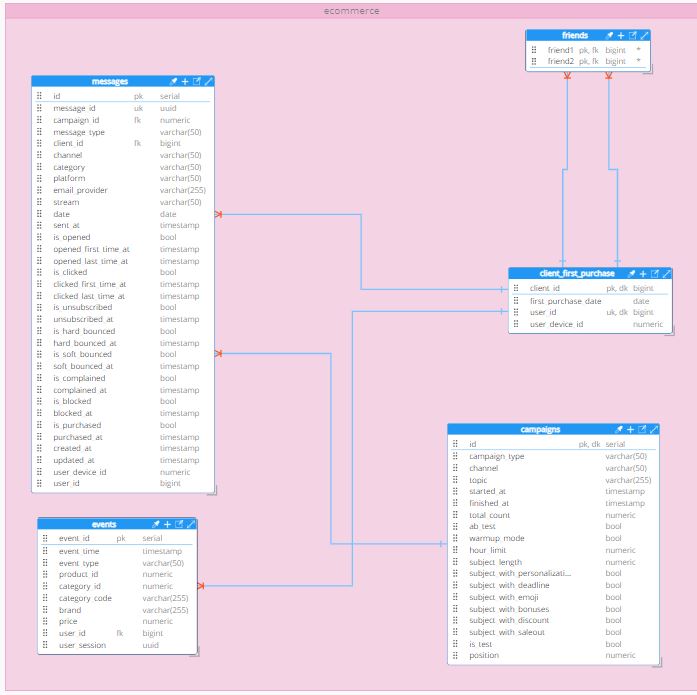 ecommerce
friends
friend1 pk, fk bigint *
friend2 pk, fk bigint *
messages
id pk serial
message_id uk uuid
campaign_id fk numeric
message_type varchar(50)
client_id fk bigint
channel varchar(50)
category varchar(50)
platform varchar(50)
email_provider varchar(255)
stream varchar(50)
date date
sent_at timestamp
is_opened bool
opened_first_time_at timestamp
opened_last_time_at timestamp
is_clicked bool
clicked_first_time_at timestamp
clicked_last_time_at timestamp
is_unsubscribed bool
unsubscribed_at timestamp
is_hard_bounced bool
hard_bounced_at timestamp
is_soft_bounced bool
soft_bounced_at timestamp
is_complained bool
complained_at timestamp
is_blocked bool
blocked_at timestamp
is_purchased bool
purchased_at timestamp
created_at timestamp
updated_at timestamp
user_device_id numeric
user_id bigint
client_first_purchase
client_id pk, dk bigint
first_purchase_date date
user_id uk, dk bigint
user_device_id numeric
campaigns
id pk, dk serial
campaign_type varchar(50)
channel varchar(50)
topic varchar(255)
started_at timestamp
finished_at timestamp
total_count numeric
ab_test bool
warmup_mode bool
hour_limit numeric
subject_length numeric
subject_with_personalizati... bool
subject_with_deadline bool
subject_with_emoji bool
subject_with_bonuses bool
subject_with_discount bool
subject_with_saleout bool
is_test bool
position numeric
events
event_id pk serial
event_time timestamp
event_type varchar(50)
product_id numeric
category_id numeric
category_code varchar(255)
brand varchar(255)
price numeric
user_id fk bigint
user_session uuid